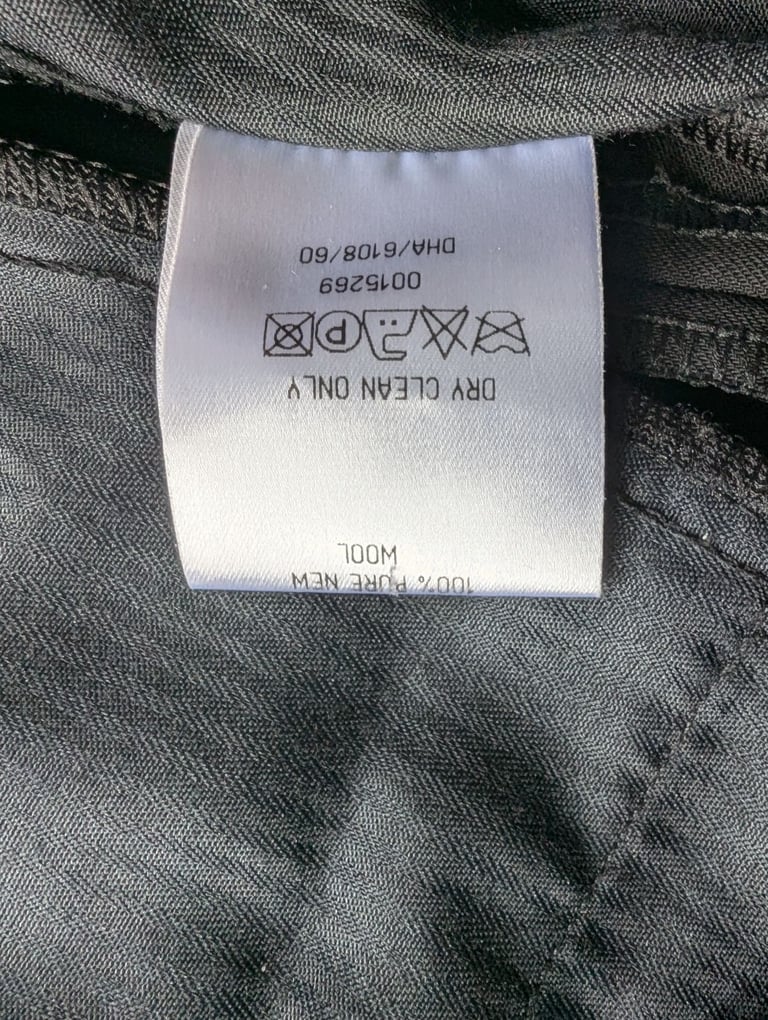 100% PURE NEW
WOOL
DRY CLEAN ONLY
P
0015269
DHA/6108/60